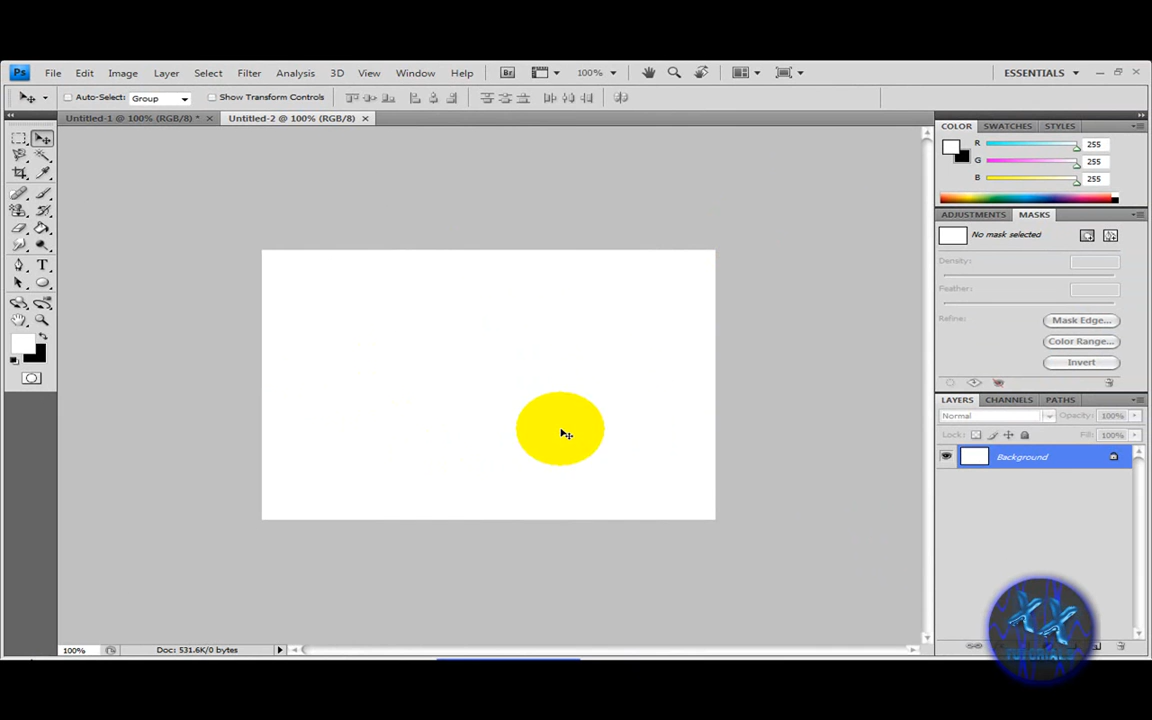 Ps File Edit Image Layer Select Filter Analysis 3D View Window Help Br 100% ESSENTIALS
Auto-Select: Group Show Transform Controls
Untitled-1 @ 100% (RGB/8) * Untitled-2 @ 100% (RGB/8)
COLOR SWATCHES STYLES
R 255
G 255
B 255
ADJUSTMENTS MASKS
No mask selected
Density:
Feather:
Refine: Mask Edge...
Color Range...
Invert
LAYERS CHANNELS PATHS
Normal Opacity: 100%
Lock: Fill: 100%
Background
T
XK
TUTORIALS
100% Doc: 531.6K/0 bytes